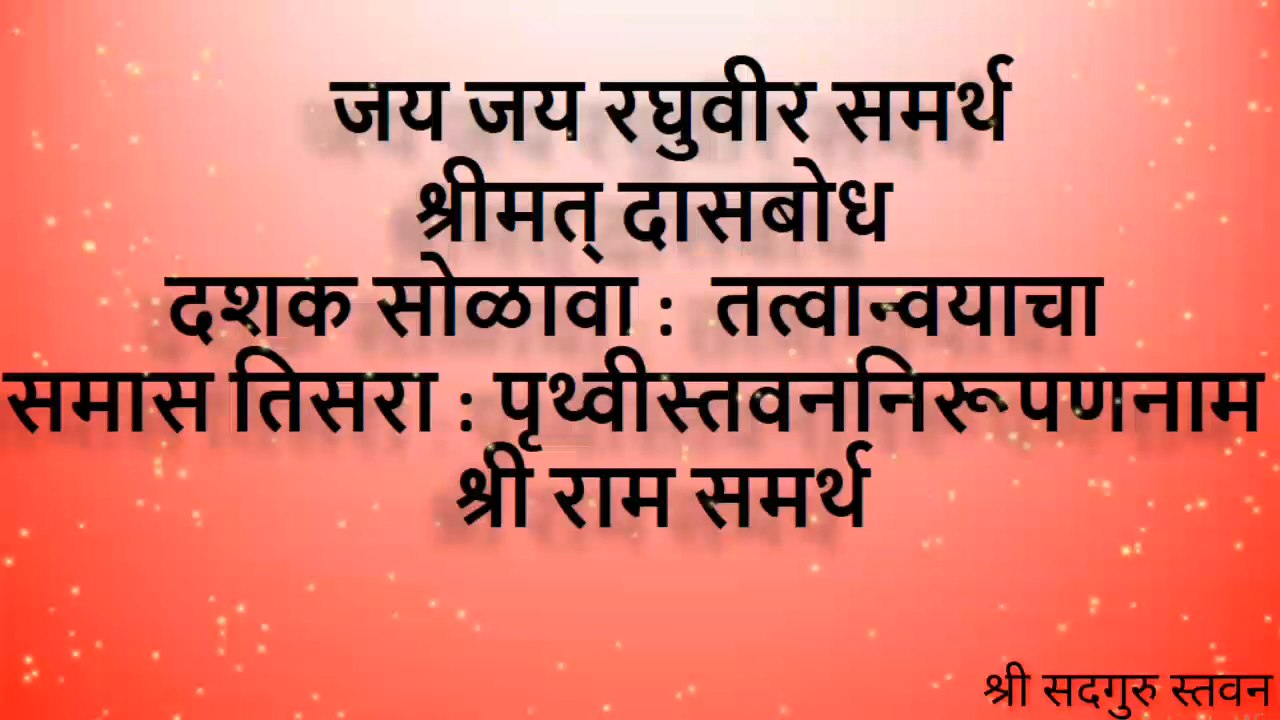 जय जय रघुवीर समर्थ
श्रीमत् दासबोध
दशक सोळावा : तत्वान्वयाचा
समास तिसरा : पृथ्वीस्तवननिरूपणनाम
श्री राम समर्थ
श्री सदगुरु स्तवन